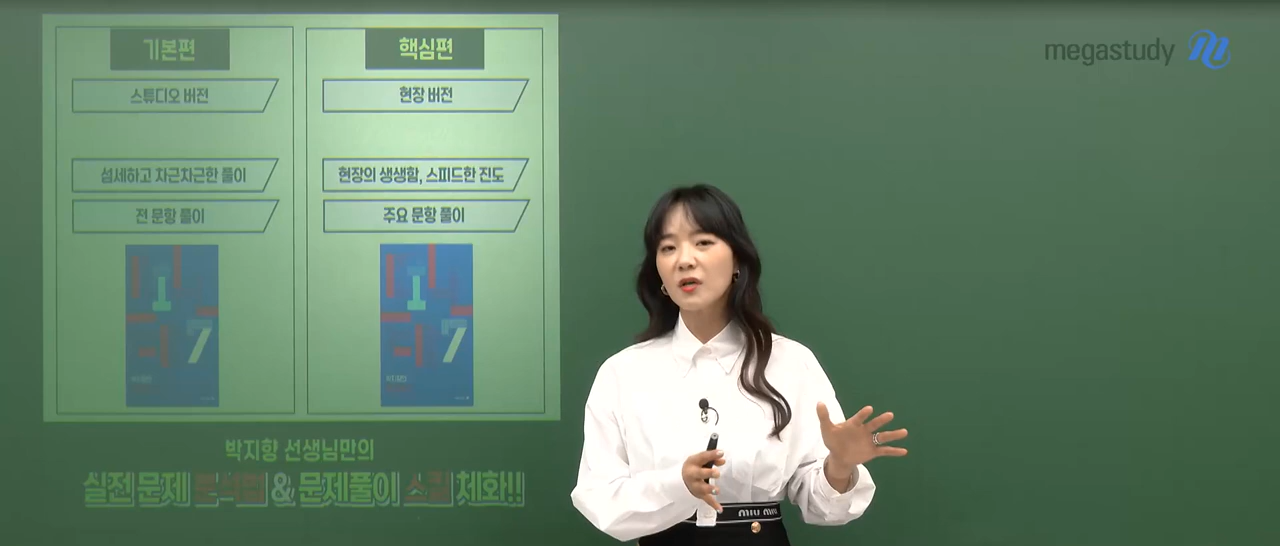 기본편
스튜디오 버전
섬세하고 차근차근한 풀이
전 문항 풀이
1
7
핵심편
현장 버전
현장의 생생함, 스피드한 진도
주요 문항 풀이
1
7
박지향 선생님만의
실전 문제 분석법 & 문제풀이 스킬 체화!!
megastudy
miu miu